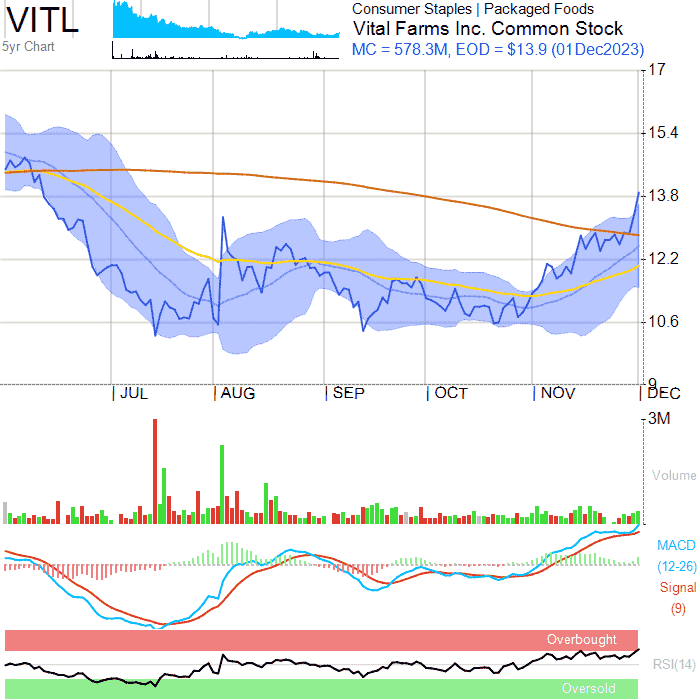 VITL
5yr Chart
Consumer Staples | Packaged Foods
Vital Farms Inc. Common Stock
MC = 578.3M, EOD = $13.9 (01Dec2023)
17
15.4
13.8
12.2
10.6
9
JUL AUG SEP OCT NOV DEC
3M
Volume
MACD
(12-26)
Signal
(9)
Overbought
RSI(14)
Oversold